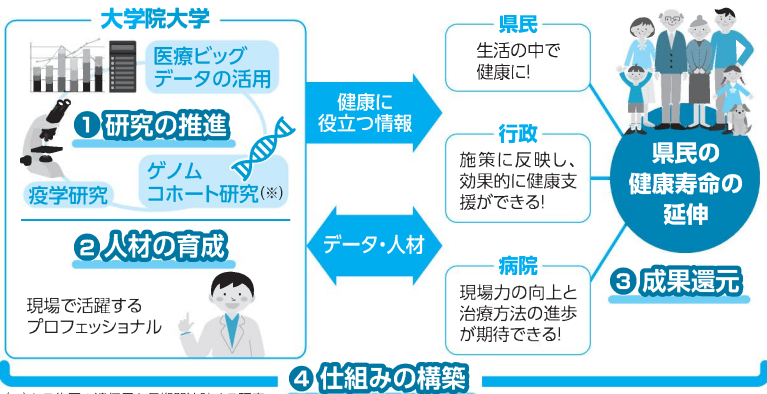 大学院大学
医療ビッグ
データの活用
❶研究の推進
疫学研究
ゲノム
コホート研究(※)
❷人材の育成
現場で活躍する
プロフェッショナル
健康に
役立つ情報
データ・人材
県民
生活の中で
健康に!
行政
施策に反映し、
効果的に健康支
援ができる!
病院
現場力の向上と
治療方法の進歩
が期待できる!
県民の
健康寿命の
延伸
❸成果還元
❹仕組みの構築